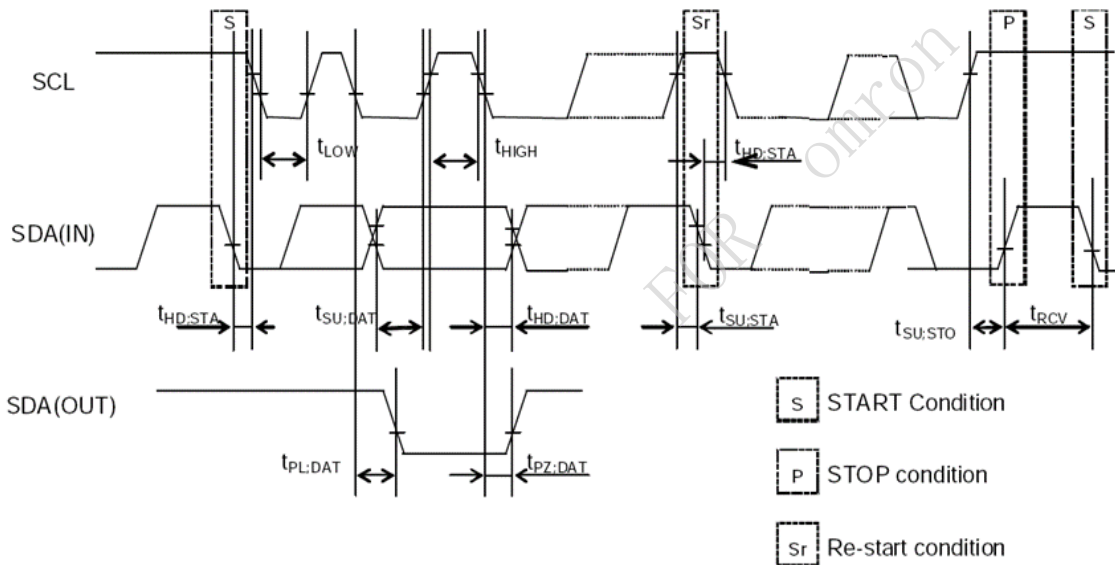 S Sr P S
SCL
tLOW tHIGH tHD;STA
SDA(IN)
tHD;STA tSU;DAT tHD;DAT tSU;STA tSU;STO tRCV
SDA(OUT)
tPL;DAT tPZ;DAT
S START Condition
P STOP condition
Sr Re-start condition
FOR omron